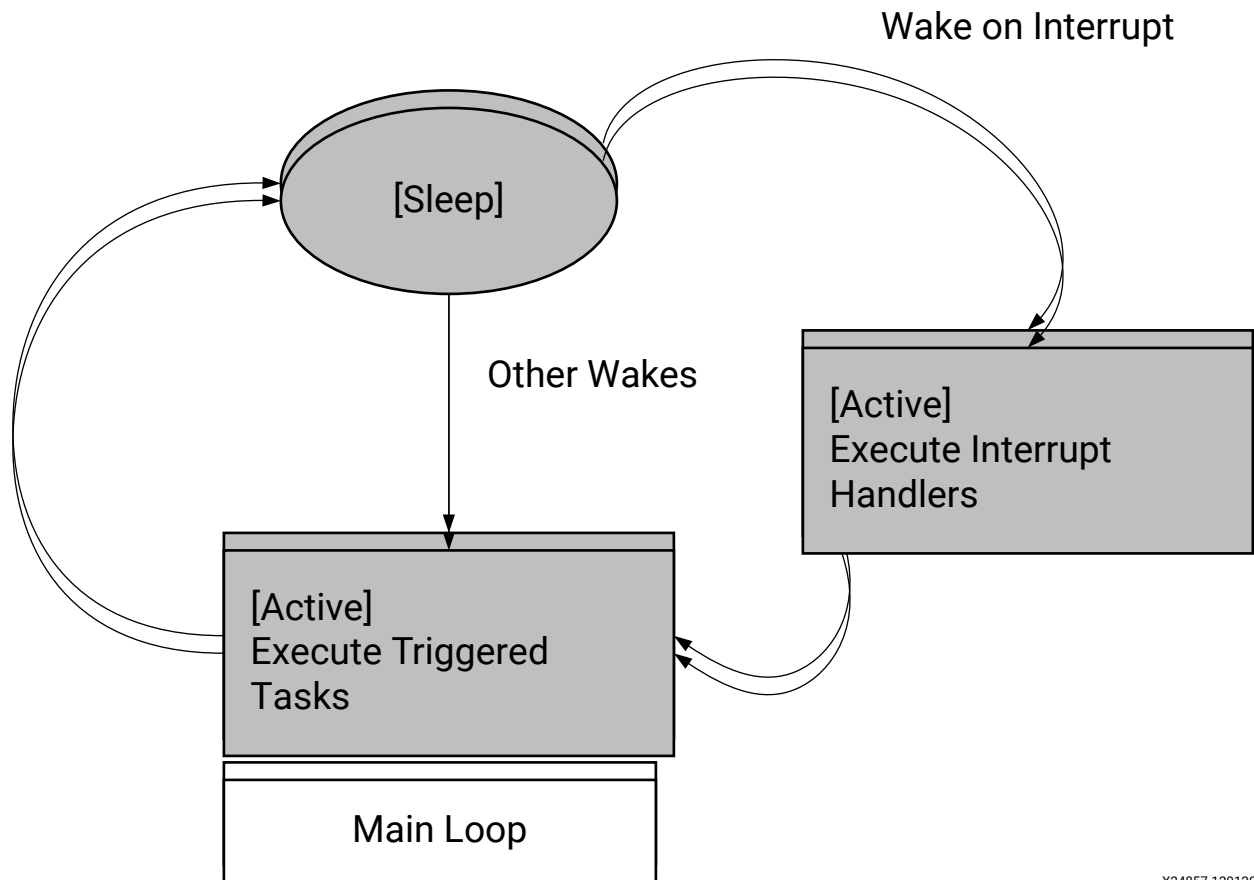 Wake on Interrupt
[Sleep]
Other Wakes
[Active]
Execute Interrupt
Handlers
[Active]
Execute Triggered
Tasks
Main Loop